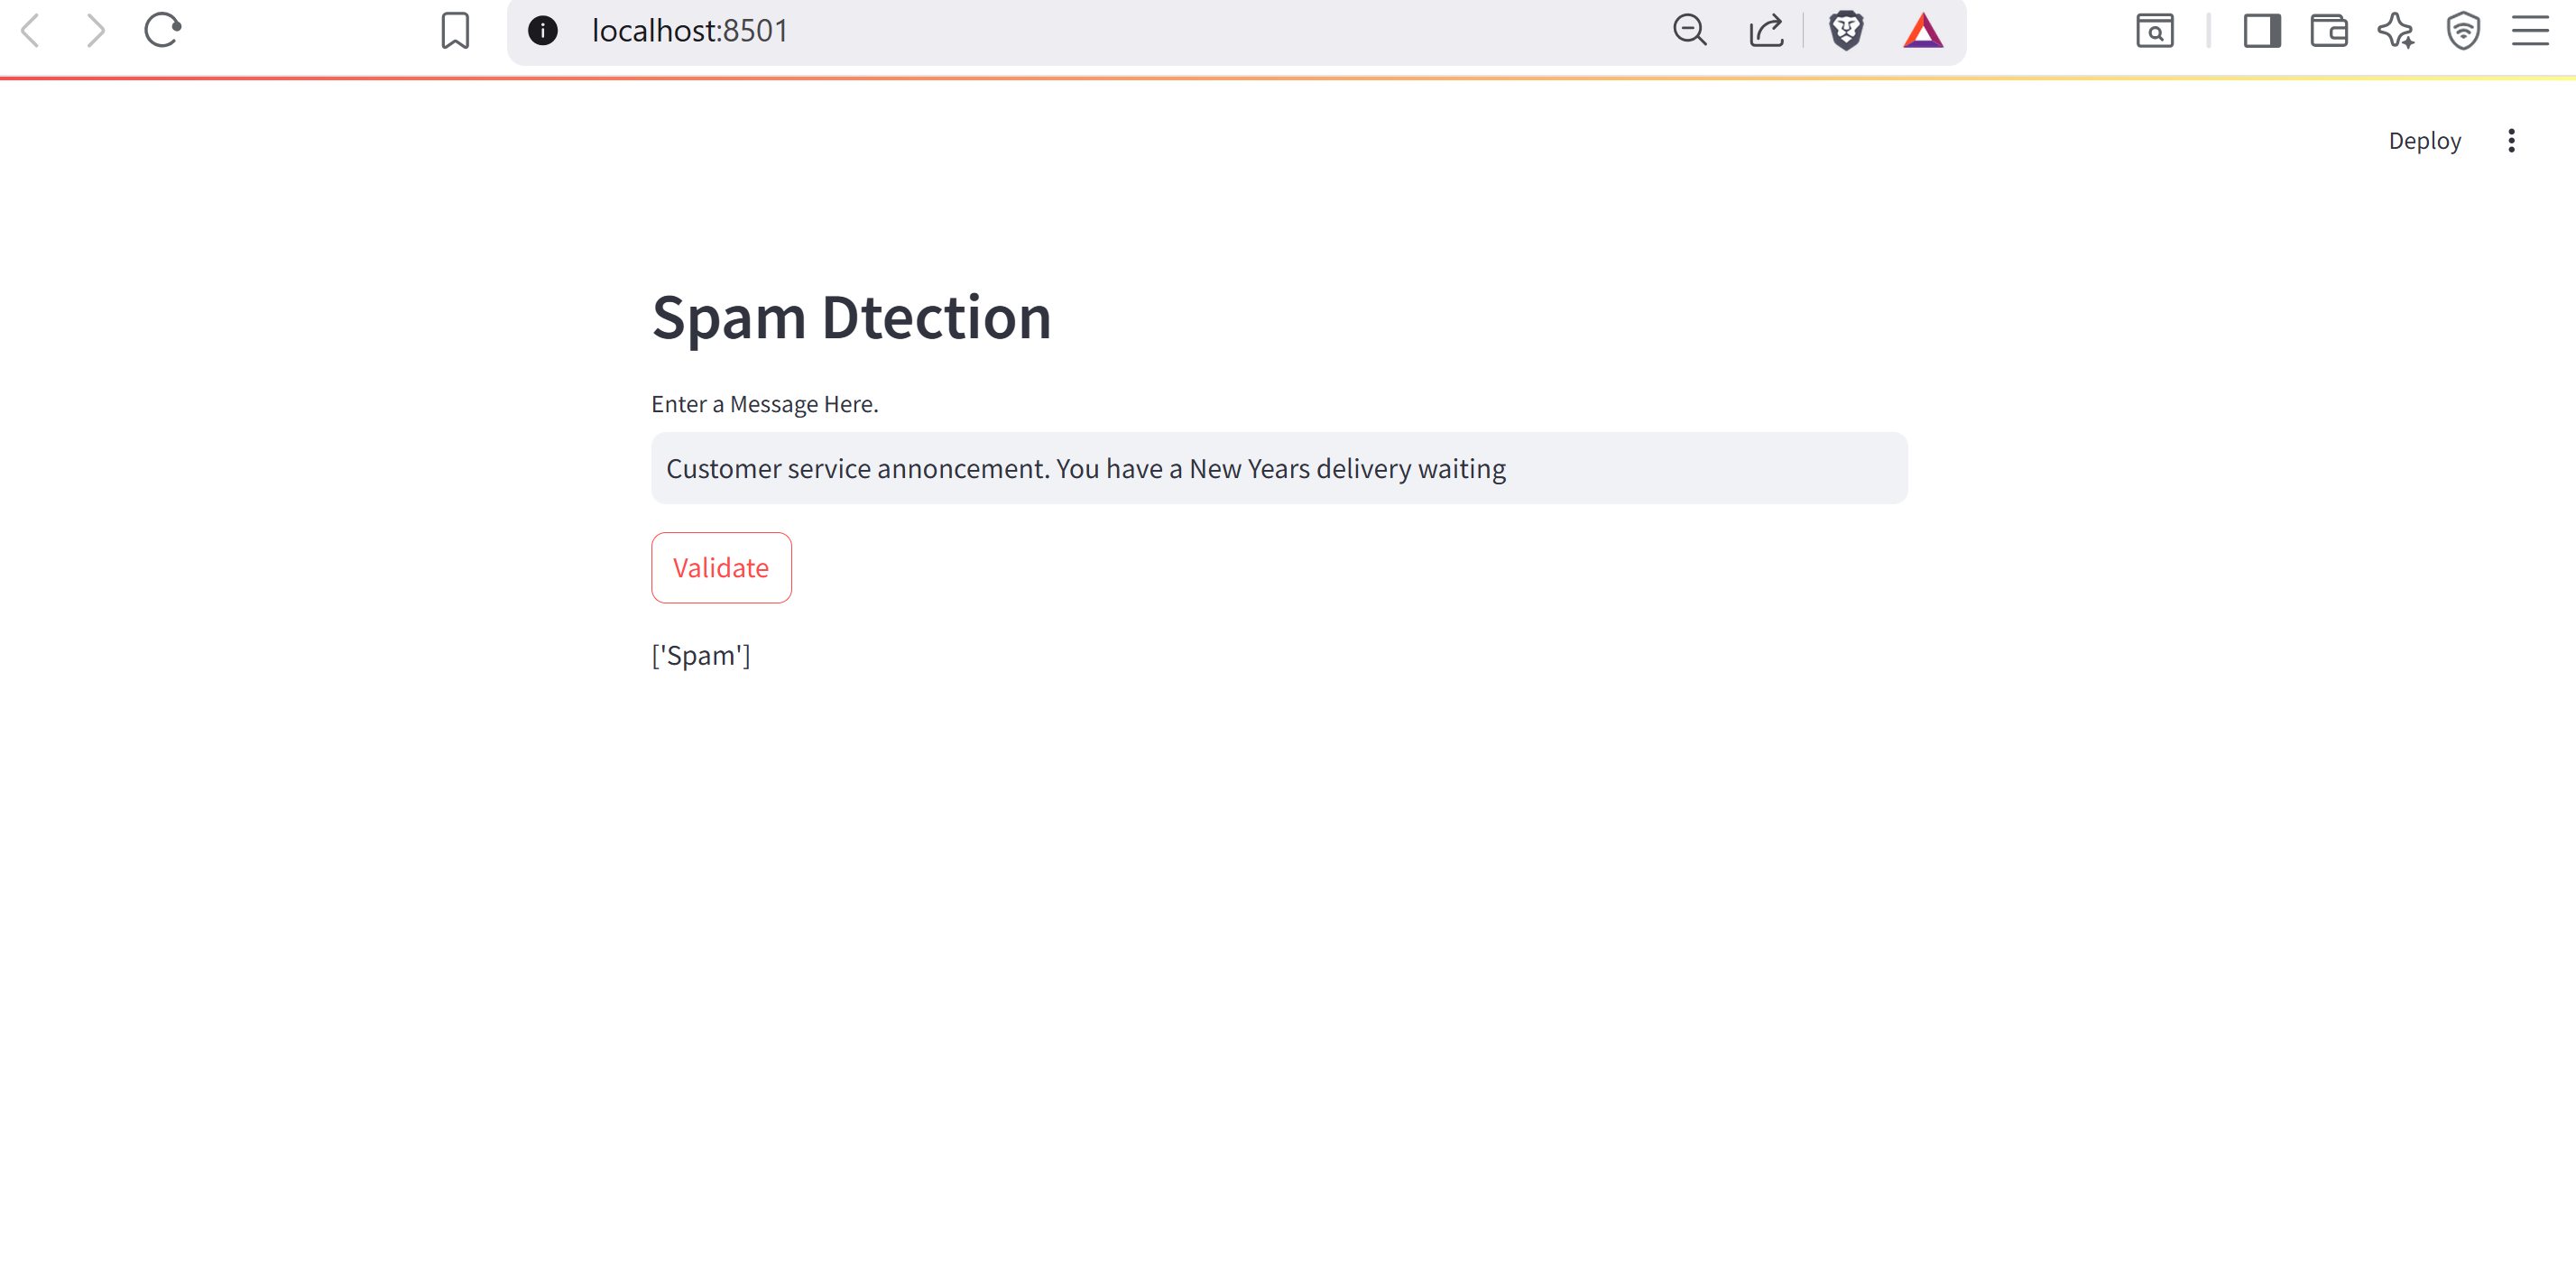 localhost:8501
Deploy
Spam Dtection
Enter a Message Here.
Customer service annoncement. You have a New Years delivery waiting
Validate
['Spam']